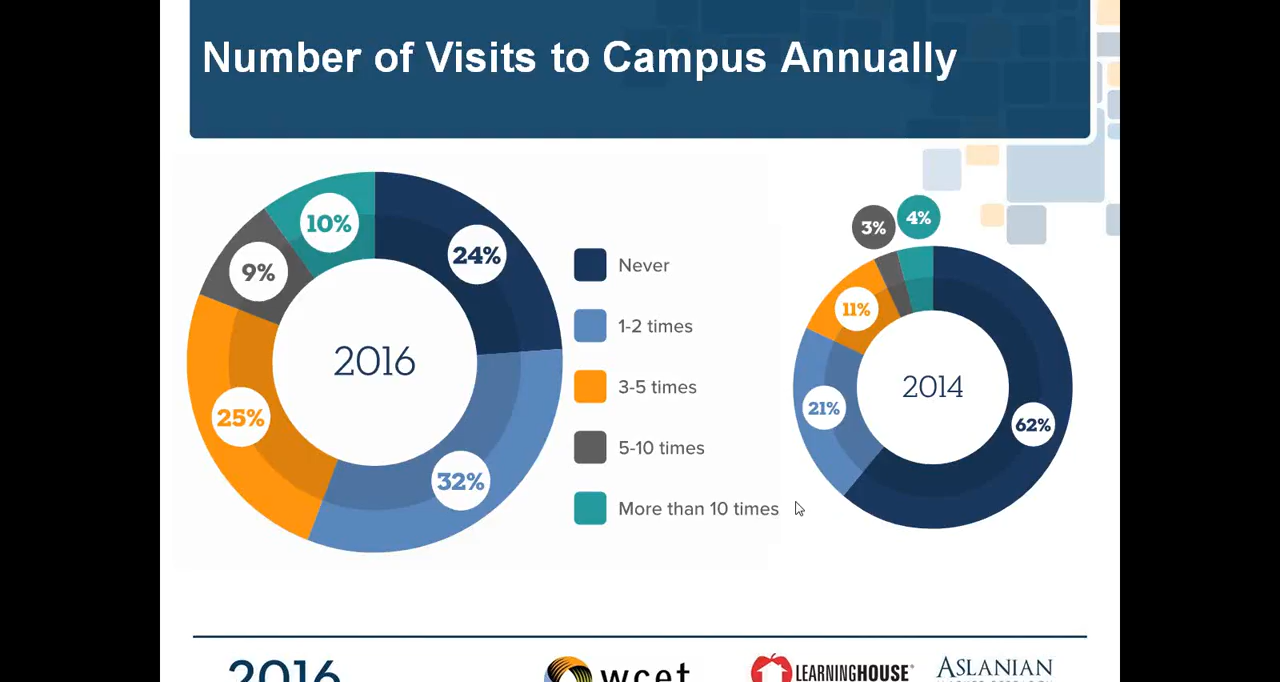 Number of Visits to Campus Annually
10%
24%
9%
2016
25%
32%
Never
1-2 times
3-5 times
5-10 times
More than 10 times
3%
4%
11%
2014
21%
62%
2016
wcet
LEARNINGHOUSE®
ASLANIAN